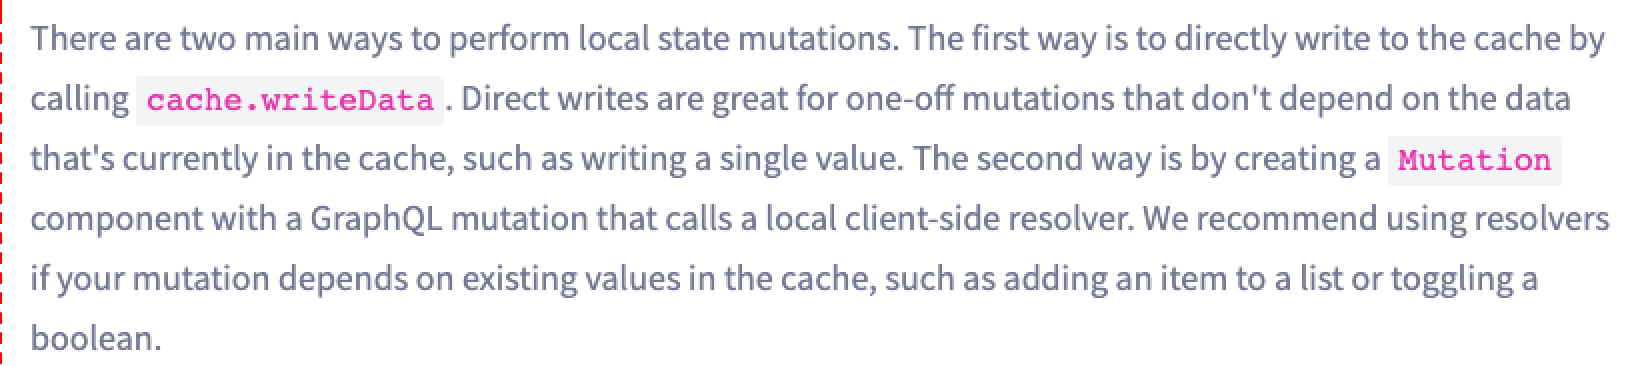 There are two main ways to perform local state mutations. The first way is to directly write to the cache by
calling cache.writeData . Direct writes are great for one-off mutations that don't depend on the data
that's currently in the cache, such as writing a single value. The second way is by creating a Mutation
component with a GraphQL mutation that calls a local client-side resolver. We recommend using resolvers
if your mutation depends on existing values in the cache, such as adding an item to a list or toggling a
boolean.